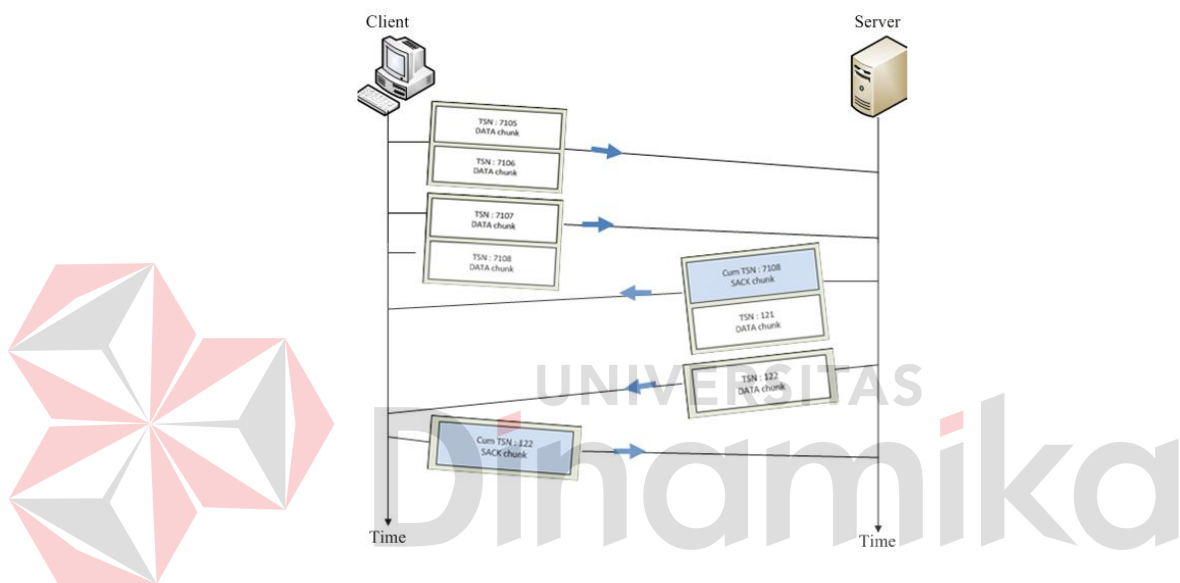 Client
Server
TSN : 7105
DATA chunk
TSN : 7106
DATA chunk
TSN : 7107
DATA chunk
TSN : 7108
DATA chunk
Cum TSN : 7108
SACK chunk
TSN : 121
DATA chunk
TSN : 122
DATA chunk
UNIVERSITAS
Dinamika
Cum TSN : 122
SACK chunk
Time
Time